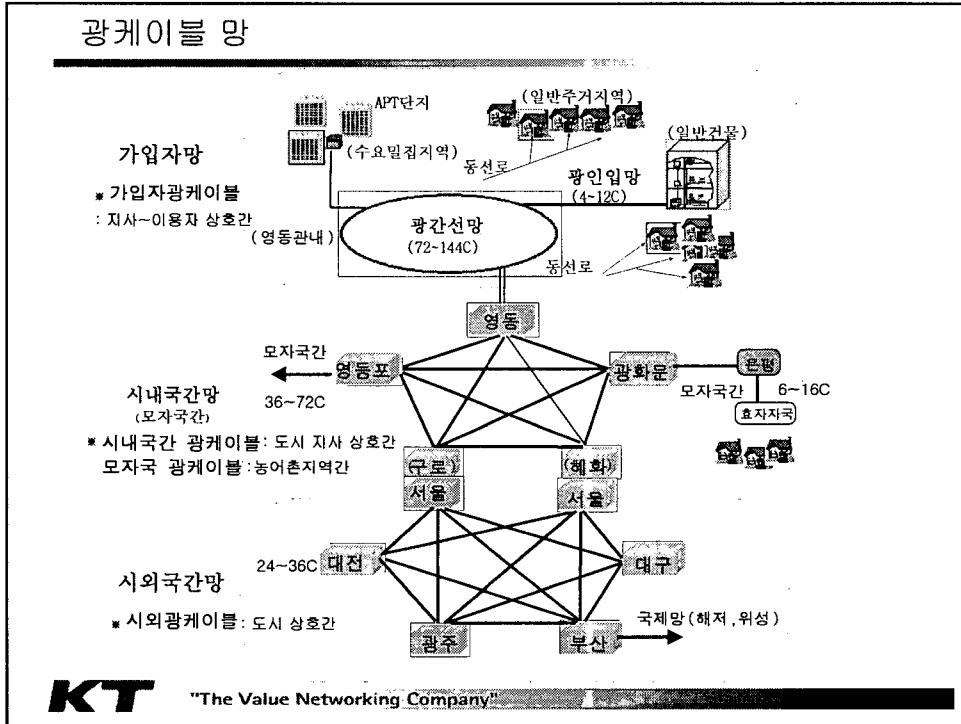 광케이블 망
APT단지
(일반주거지역)
(수요밀집지역)
(일반건물)
동선로
가입자망
광인입망
(4~12C)
* 가입자광케이블
: 지사~이용자 상호간
(영동관내)
광간선망
(72~144C)
동선로
영동
모자국간
영등포
광화문
은평
36~72C
모자국간
6~16C
효자자국
시내국간망
(모자국간)
* 시내국간 광케이블: 도시 지사 상호간
모자국 광케이블:농어촌지역간
(구로)
(혜화)
서울
서울
24~36C
대전
대구
시외국간망
* 시외광케이블: 도시 상호간
광주
부산
국제망(해저,위성)
KT
"The Value Networking Company"